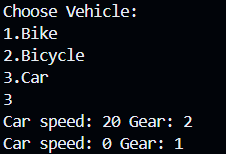 Choose Vehicle:
1.Bike
2.Bicycle
3.Car
3
Car speed: 20 Gear: 2
Car speed: 0 Gear: 1